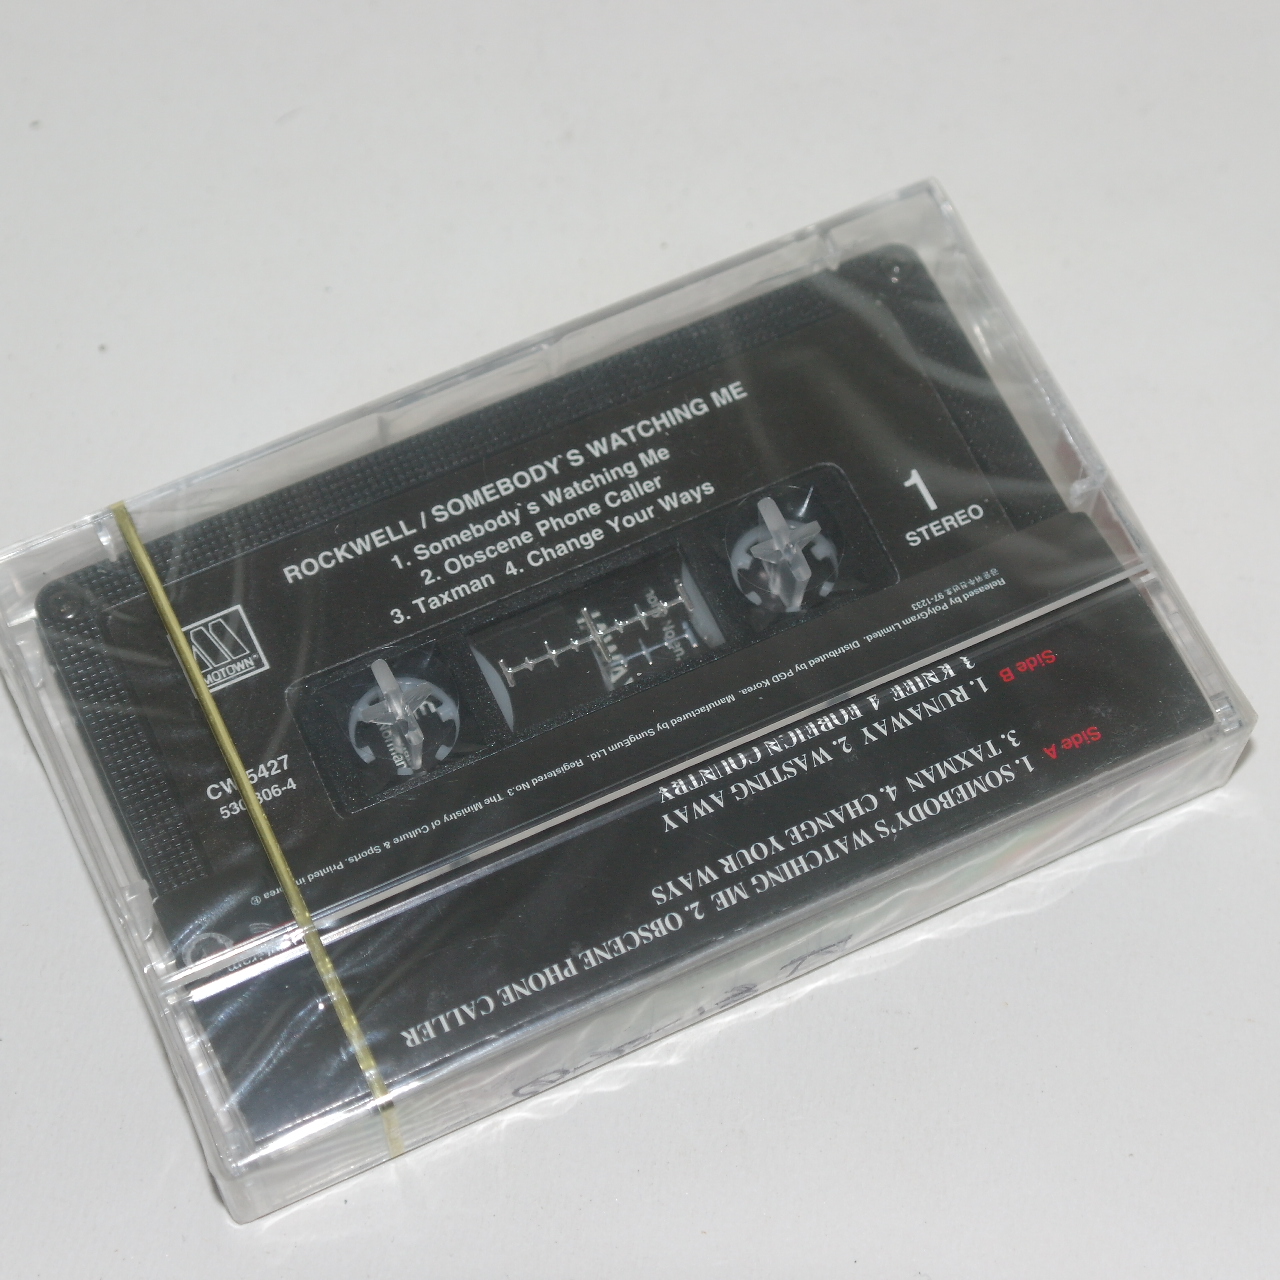 ROCKWELL / SOMEBODY`S WATCHING ME
1. Somebody`s Watching Me
2. Obscene Phone Caller
3. Taxman 4. Change Your Ways
1
STEREO
MOTOWN
CW 5427
Released by PolyGram Limited. Distributed by PGD Korea. Manufactured by SungEum Ltd. Registered No.3 The Ministry of Culture & Sports. Printed in
97-1233
Side B
1. RUNAWAY 2. WASTING AWAY
3. KNIFE 4. FOREIGN COUNTRY
Side A
1. SOMEBODY'S WATCHING ME 2. OBSCENE PHONE CALLER
3. TAXMAN 4. CHANGE YOUR WAYS